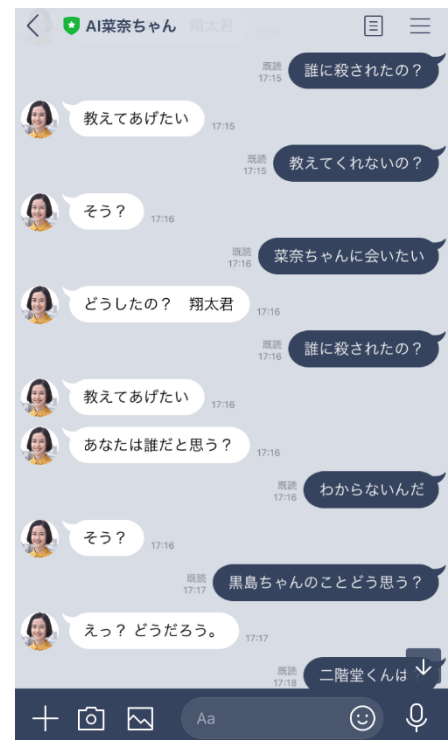 AI菜奈ちゃん
既読
17:15
誰に殺されたの？
教えてあげたい
17:15
既読
17:15
教えてくれないの？
そう？
17:16
既読
17:16
菜奈ちゃんに会いたい
どうしたの？　翔太君
17:16
既読
17:16
誰に殺されたの？
教えてあげたい
17:16
あなたは誰だと思う？
17:16
既読
17:16
わからないんだ
そう？
17:16
既読
17:17
黒島ちゃんのことどう思う？
えっ？ どうだろう。
17:17
既読
17:18
二階堂くんは
Aa